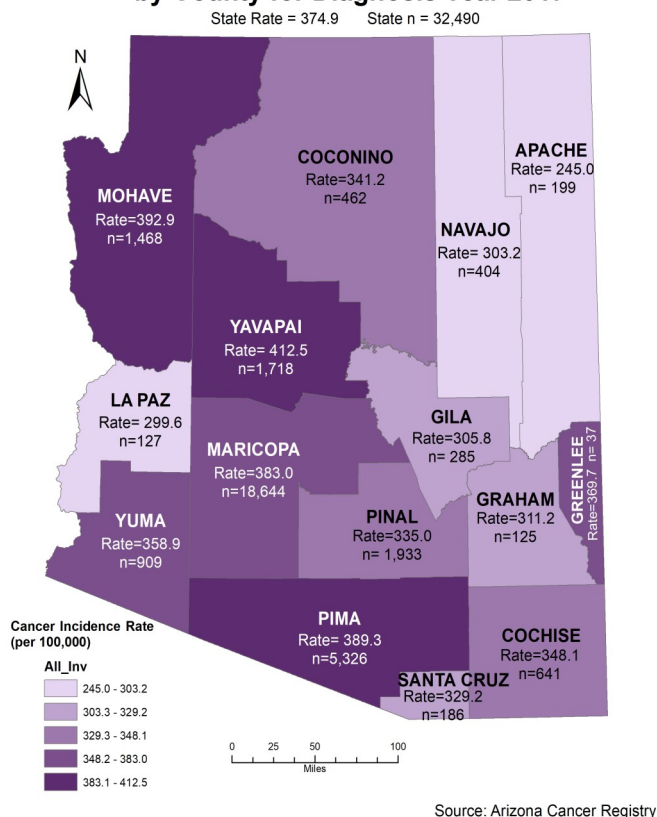 by County for Diagnosis Year
State Rate = 374.9 State n = 32,490
N
COCONINO
Rate=341.2
n=462
APACHE
Rate= 245.0
n= 199
MOHAVE
Rate=392.9
n=1,468
NAVAJO
Rate= 303.2
n=404
YAVAPAI
Rate= 412.5
n=1,718
LA PAZ
Rate= 299.6
n=127
GILA
Rate=305.8
n= 285
MARICOPA
Rate=383.0
n=18,644
GREENLEE
Rate=369.7 n= 37
GRAHAM
Rate=311.2
n=125
YUMA
Rate=358.9
n=909
PINAL
Rate=335.0
n= 1,933
PIMA
Rate= 389.3
n=5,326
COCHISE
Rate=348.1
n=641
SANTA CRUZ
Rate=329.2
n=186
Cancer Incidence Rate
(per 100,000)
All_Inv
245.0 - 303.2
303.3 - 329.2
329.3 - 348.1
348.2 - 383.0
383.1 - 412.5
0 25 50 100
Miles
Source: Arizona Cancer Registry